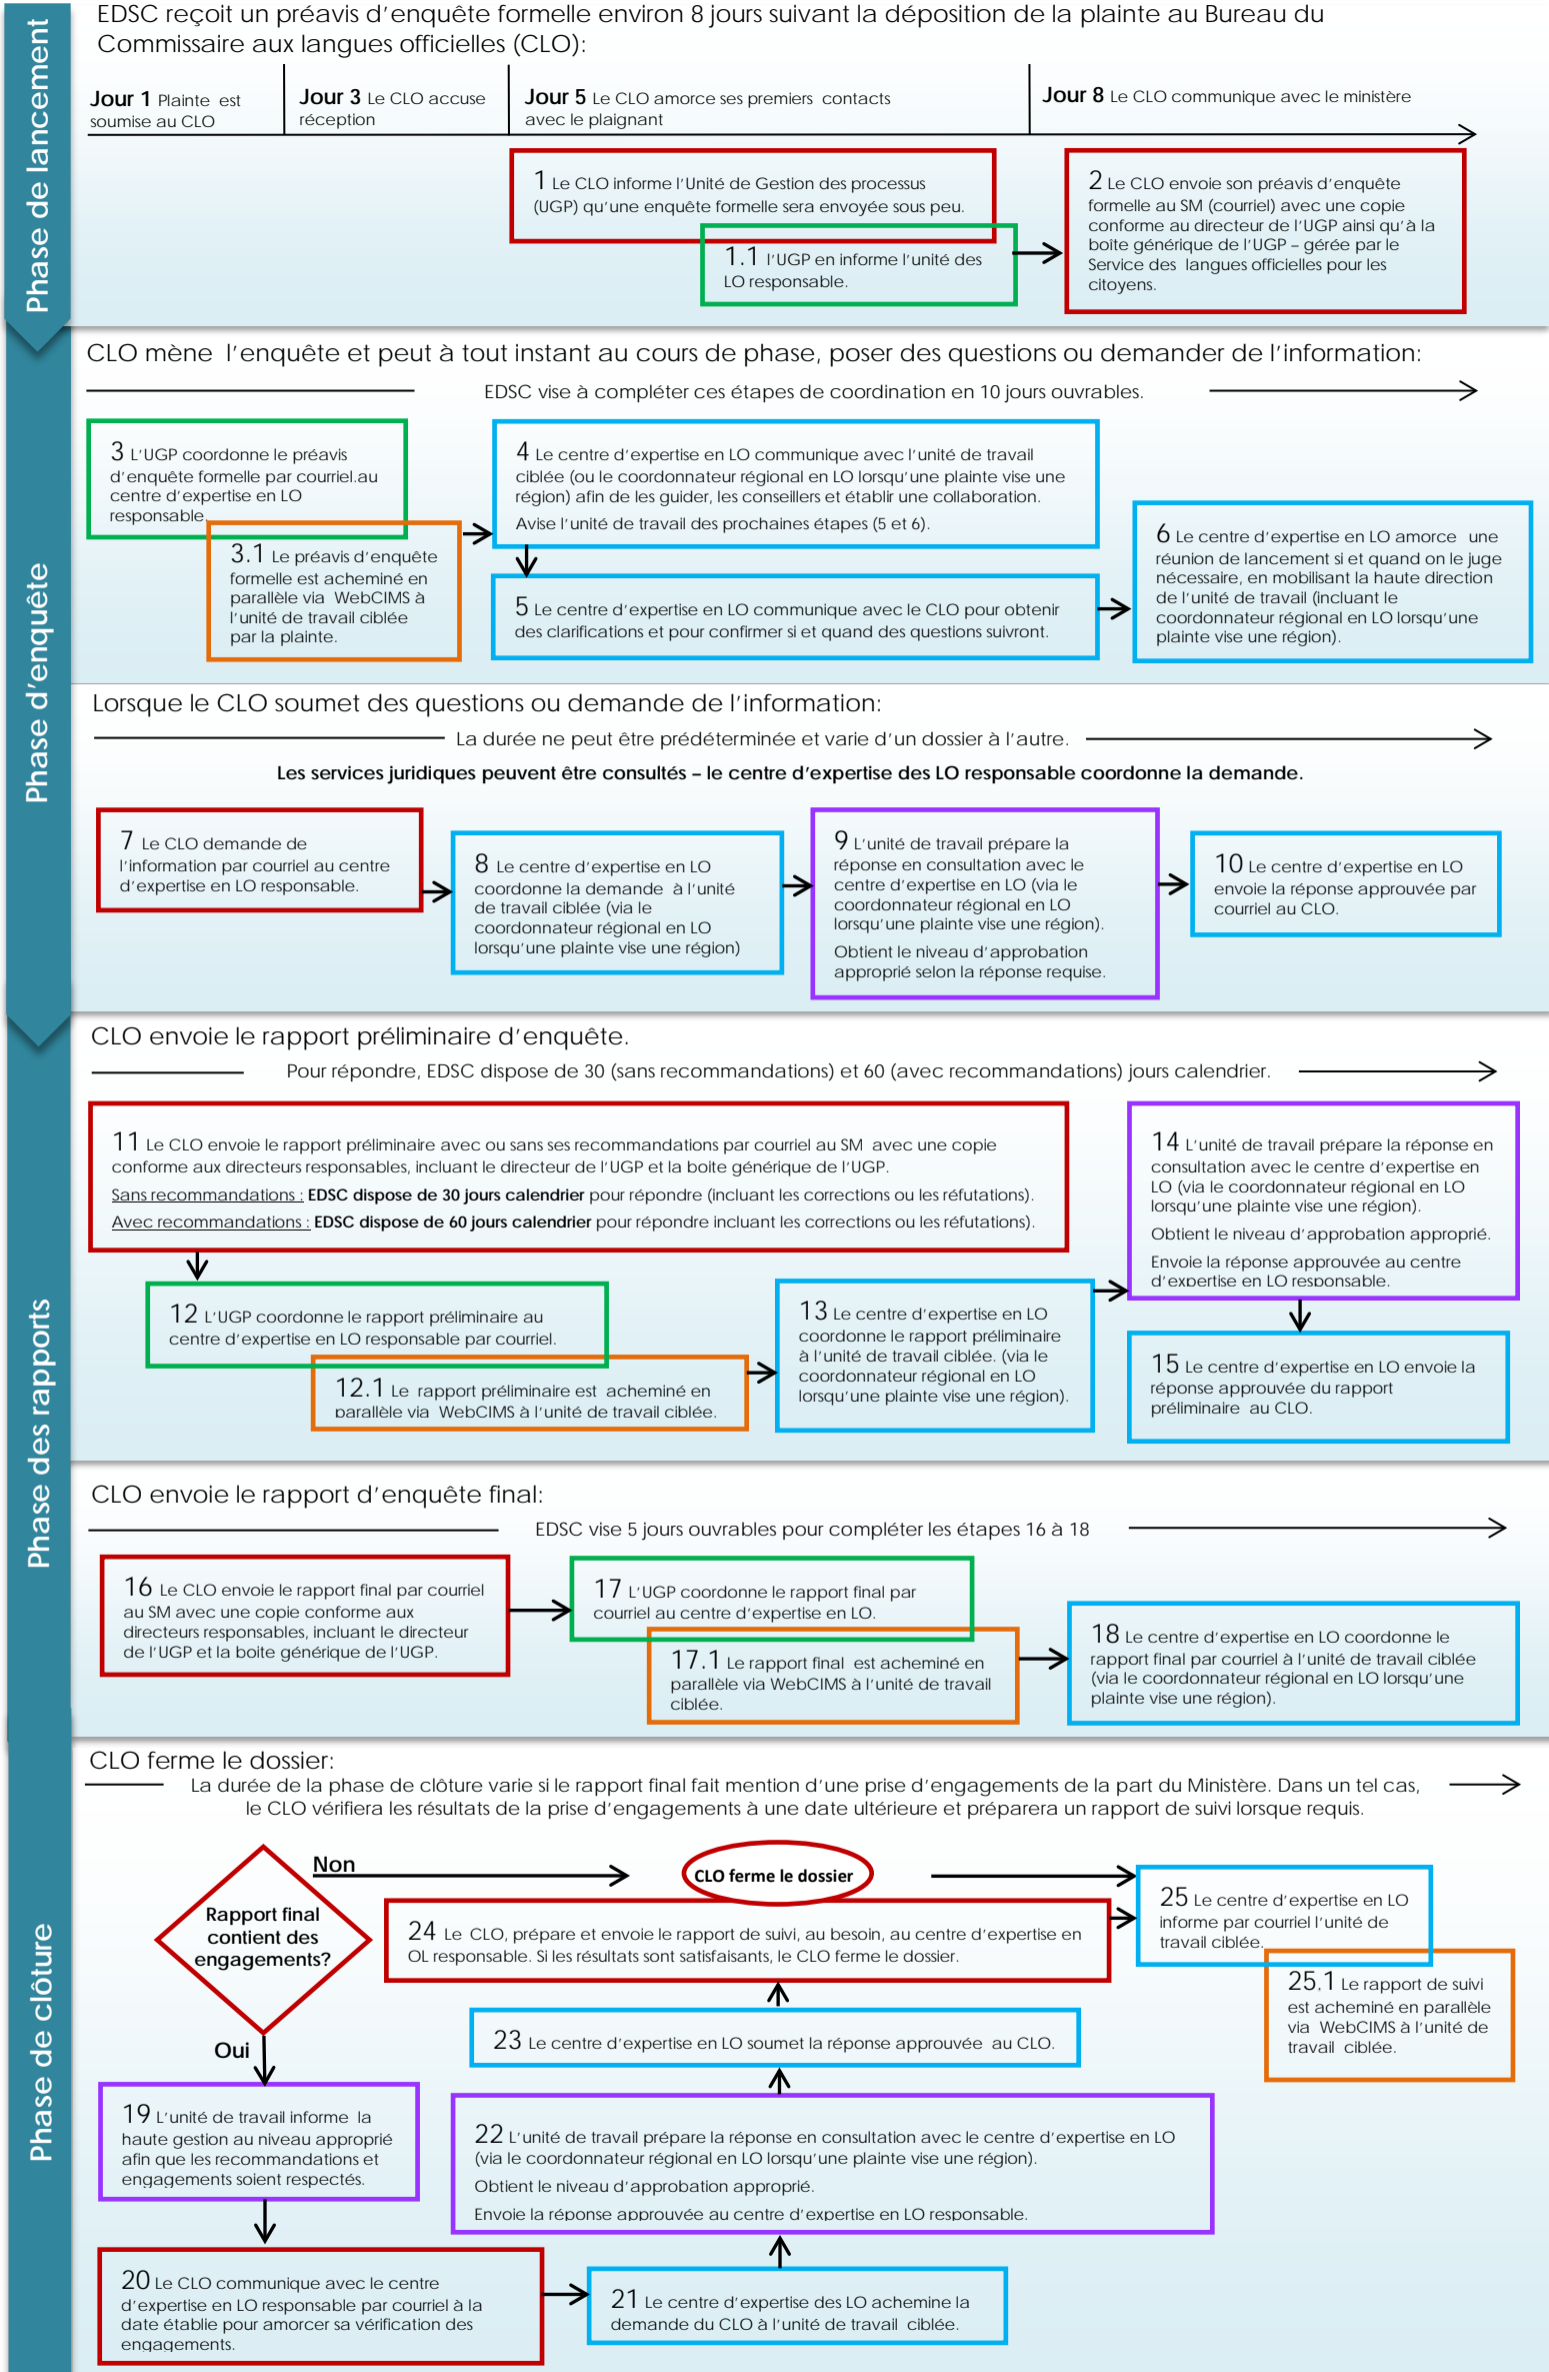 Phase de lancement
EDSC reçoit un préavis d'enquête formelle environ 8 jours suivant la déposition de la plainte au Bureau du
Commissaire aux langues officielles (CLO):
Jour 1 Plainte est
soumise au CLO
Jour 3 Le CLO accuse
réception
Jour 5 Le CLO amorce ses premiers contacts
avec le plaignant
Jour 8 Le CLO communique avec le ministère
1 Le CLO informe l'Unité de Gestion des processus
(UGP) qu'une enquête formelle sera envoyée sous peu.
1.1 l'UGP en informe l'unité des
LO responsable.
2 Le CLO envoie son préavis d'enquête
formelle au SM (courriel) avec une copie
conforme au directeur de l'UGP ainsi qu'à la
boîte générique de l'UGP – gérée par le
Service des langues officielles pour les
citoyens.
Phase d'enquête
CLO mène l'enquête et peut à tout instant au cours de phase, poser des questions ou demander de l'information:
EDSC vise à compléter ces étapes de coordination en 10 jours ouvrables.
3 L'UGP coordonne le préavis
d'enquête formelle par courriel.au
centre d'expertise en LO
responsable.
3.1 Le préavis d'enquête
formelle est acheminé en
parallèle via WebCIMS à
l'unité de travail ciblée
par la plainte.
4 Le centre d'expertise en LO communique avec l'unité de travail
ciblée (ou le coordonnateur régional en LO lorsqu'une plainte vise une
région) afin de les guider, les conseillers et établir une collaboration.
Avise l'unité de travail des prochaines étapes (5 et 6).
5 Le centre d'expertise en LO communique avec le CLO pour obtenir
des clarifications et pour confirmer si et quand des questions suivront.
6 Le centre d'expertise en LO amorce une
réunion de lancement si et quand on le juge
nécessaire, en mobilisant la haute direction
de l'unité de travail (incluant le
coordonnateur régional en LO lorsqu'une
plainte vise une région).
Lorsque le CLO soumet des questions ou demande de l'information:
La durée ne peut être prédéterminée et varie d'un dossier à l'autre.
Les services juridiques peuvent être consultés – le centre d'expertise des LO responsable coordonne la demande.
7 Le CLO demande de
l'information par courriel au centre
d'expertise en LO responsable.
8 Le centre d'expertise en LO
coordonne la demande à l'unité
de travail ciblée (via le
coordonnateur régional en LO
lorsqu'une plainte vise une région)
9 L'unité de travail prépare la
réponse en consultation avec le
centre d'expertise en LO (via le
coordonnateur régional en LO
lorsqu'une plainte vise une région).
Obtient le niveau d'approbation
approprié selon la réponse requise.
10 Le centre d'expertise en LO
envoie la réponse approuvée par
courriel au CLO.
Phase des rapports
CLO envoie le rapport préliminaire d'enquête.
Pour répondre, EDSC dispose de 30 (sans recommandations) et 60 (avec recommandations) jours calendrier.
11 Le CLO envoie le rapport préliminaire avec ou sans ses recommandations par courriel au SM avec une copie
conforme aux directeurs responsables, incluant le directeur de l'UGP et la boite générique de l'UGP.
Sans recommandations : EDSC dispose de 30 jours calendrier pour répondre (incluant les corrections ou les réfutations).
Avec recommandations : EDSC dispose de 60 jours calendrier pour répondre incluant les corrections ou les réfutations).
12 L'UGP coordonne le rapport préliminaire au
centre d'expertise en LO responsable par courriel.
12.1 Le rapport préliminaire est acheminé en
parallèle via WebCIMS à l'unité de travail ciblée.
13 Le centre d'expertise en LO
coordonne le rapport préliminaire
à l'unité de travail ciblée. (via le
coordonnateur régional en LO
lorsqu'une plainte vise une région).
14 L'unité de travail prépare la réponse en
consultation avec le centre d'expertise en
LO (via le coordonnateur régional en LO
lorsqu'une plainte vise une région).
Obtient le niveau d'approbation approprié.
Envoie la réponse approuvée au centre
d'expertise en LO responsable.
15 Le centre d'expertise en LO envoie la
réponse approuvée du rapport
préliminaire au CLO.
CLO envoie le rapport d'enquête final:
EDSC vise 5 jours ouvrables pour compléter les étapes 16 à 18
16 Le CLO envoie le rapport final par courriel
au SM avec une copie conforme aux
directeurs responsables, incluant le directeur
de l'UGP et la boite générique de l'UGP.
17 L'UGP coordonne le rapport final par
courriel au centre d'expertise en LO.
17.1 Le rapport final est acheminé en
parallèle via WebCIMS à l'unité de travail
ciblée.
18 Le centre d'expertise en LO coordonne le
rapport final par courriel à l'unité de travail ciblée
(via le coordonnateur régional en LO lorsqu'une
plainte vise une région).
Phase de clôture
CLO ferme le dossier:
La durée de la phase de clôture varie si le rapport final fait mention d'une prise d'engagements de la part du Ministère. Dans un tel cas,
le CLO vérifiera les résultats de la prise d'engagements à une date ultérieure et préparera un rapport de suivi lorsque requis.
Rapport final
contient des
engagements?
Non
CLO ferme le dossier
24 Le CLO, prépare et envoie le rapport de suivi, au besoin, au centre d'expertise en
OL responsable. Si les résultats sont satisfaisants, le CLO ferme le dossier.
25 Le centre d'expertise en LO
informe par courriel l'unité de
travail ciblée.
25.1 Le rapport de suivi
est acheminé en parallèle
via WebCIMS à l'unité de
travail ciblée.
23 Le centre d'expertise en LO soumet la réponse approuvée au CLO.
Oui
19 L'unité de travail informe la
haute gestion au niveau approprié
afin que les recommandations et
engagements soient respectés.
22 L'unité de travail prépare la réponse en consultation avec le centre d'expertise en LO
(via le coordonnateur régional en LO lorsqu'une plainte vise une région).
Obtient le niveau d'approbation approprié.
Envoie la réponse approuvée au centre d'expertise en LO responsable.
20 Le CLO communique avec le centre
d'expertise en LO responsable par courriel à la
date établie pour amorcer sa vérification des
engagements.
21 Le centre d'expertise des LO achemine la
demande du CLO à l'unité de travail ciblée.